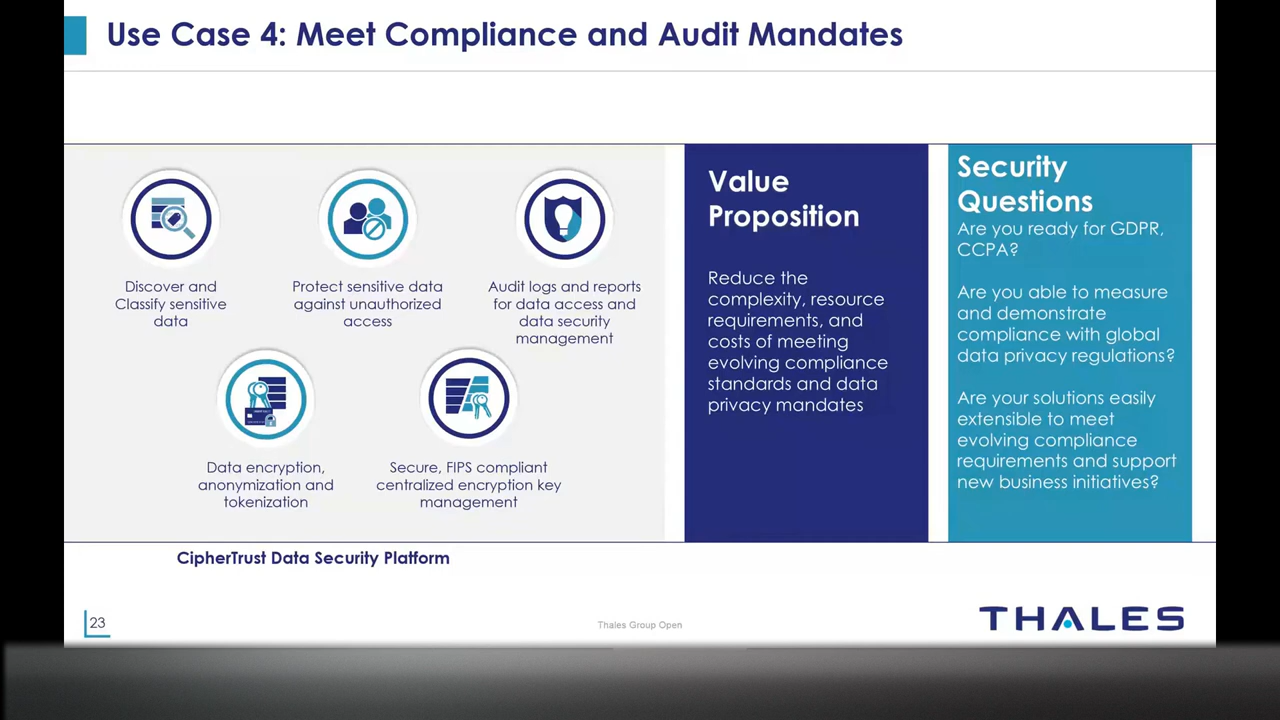 Use Case 4: Meet Compliance and Audit Mandates
Discover and
Classify sensitive
data
Protect sensitive data
against unauthorized
access
Audit logs and reports
for data access and
data security
management
Data encryption,
anonymization and
tokenization
Secure, FIPS compliant
centralized encryption key
management
CipherTrust Data Security Platform
Value
Proposition
Reduce the
complexity, resource
requirements, and
costs of meeting
evolving compliance
standards and data
privacy mandates
Security
Questions
Are you ready for GDPR,
CCPA?
Are you able to measure
and demonstrate
compliance with global
data privacy regulations?
Are your solutions easily
extensible to meet
evolving compliance
requirements and support
new business initiatives?
23
Thales Group Open
THALES